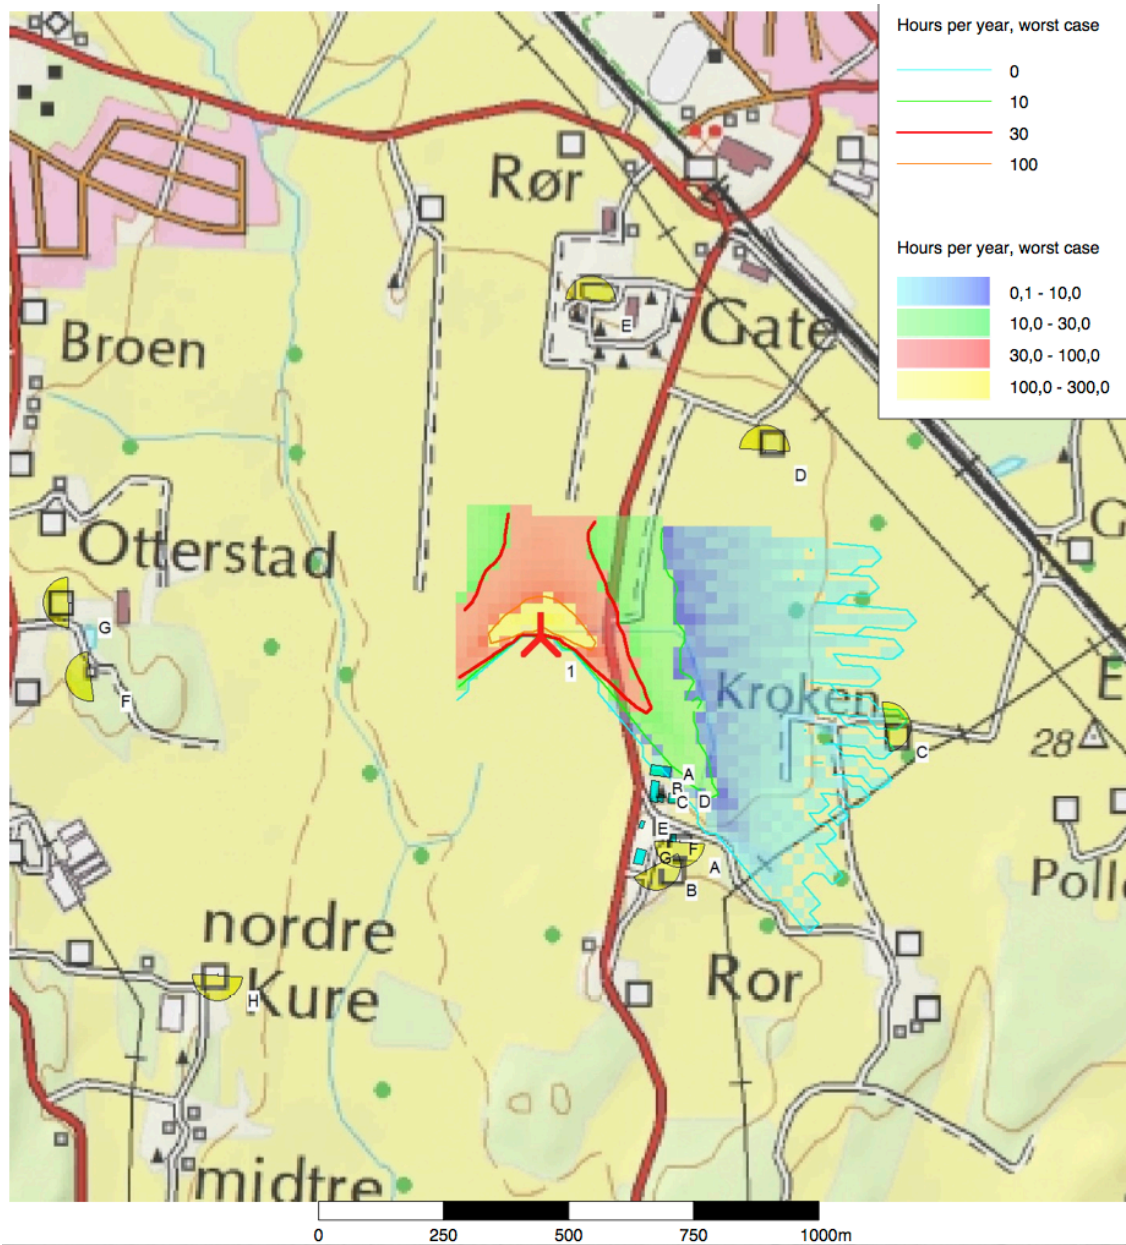 Hours per year, worst case
0
10
30
100
Hours per year, worst case
0,1 - 10,0
10,0 - 30,0
30,0 - 100,0
100,0 - 300,0
Rør
E
Gate
Broen
D
G
Otterstad
G
F
1
Kroken
E
28
C
A
B
C
D
E
F
G
A
B
Polle
nordre
Kure
H
Ror
midtre
0
250
500
750
1000m